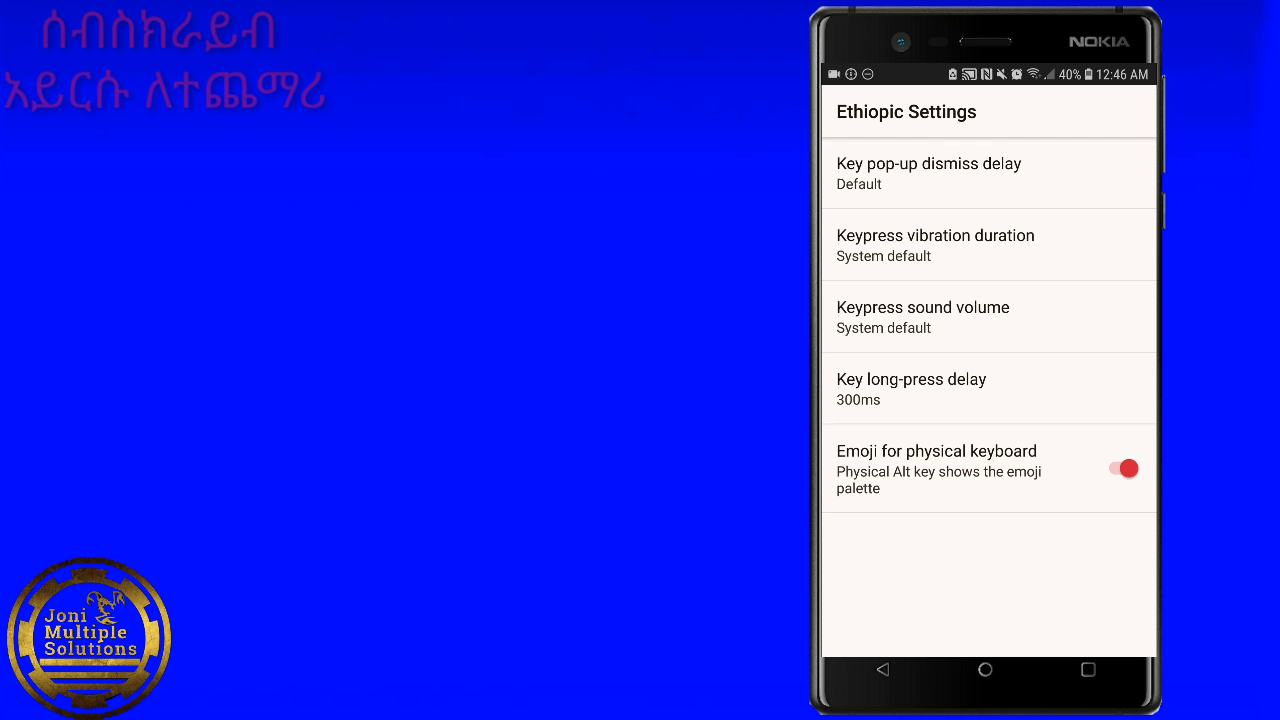 ሰብስክራይብ
አይርሱ ለተጨማሪ
NOKIA
40% 12:46 AM
Ethiopic Settings
Key pop-up dismiss delay
Default
Keypress vibration duration
System default
Keypress sound volume
System default
Key long-press delay
300ms
Emoji for physical keyboard
Physical Alt key shows the emoji
palette
Joni
Multiple
Solutions